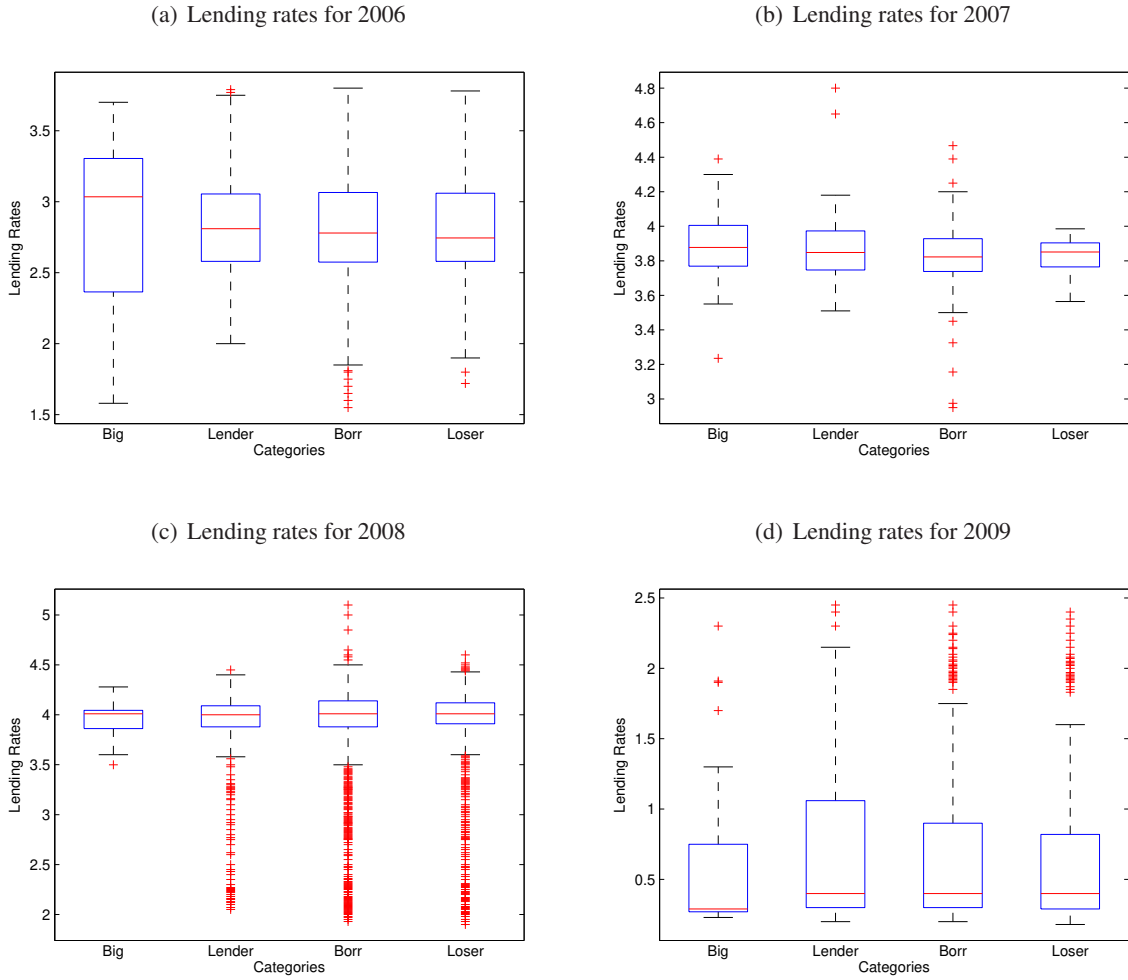 (a) Lending rates for 2006
3.5
3
2.5
2
1.5
Lending Rates
Big Lender Borr Loser
Categories
(b) Lending rates for 2007
4.8
4.6
4.4
4.2
4
3.8
3.6
3.4
3.2
3
Lending Rates
Big Lender Borr Loser
Categories
(c) Lending rates for 2008
5
4.5
4
3.5
3
2.5
2
Lending Rates
Big Lender Borr Loser
Categories
(d) Lending rates for 2009
2.5
2
1.5
1
0.5
Lending Rates
Big Lender Borr Loser
Categories